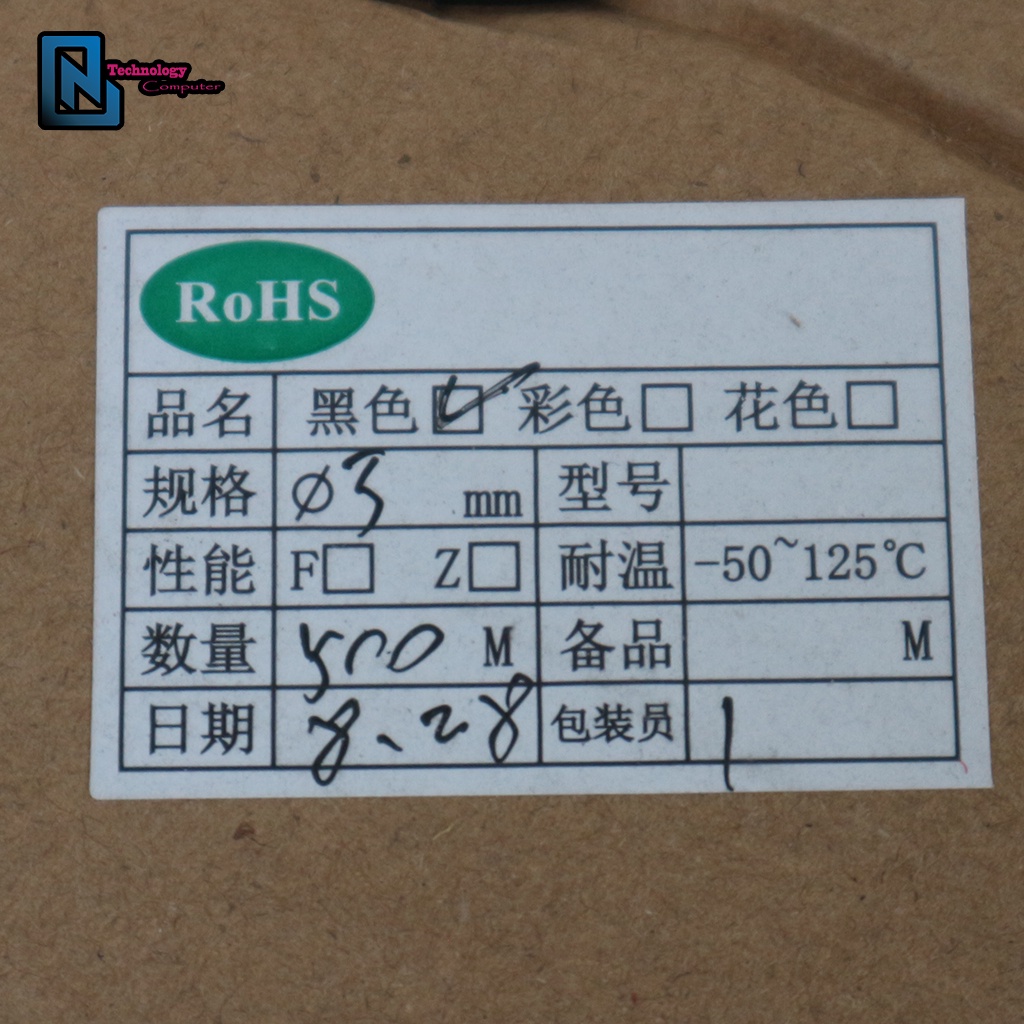 Technology
Computer
RoHS
品名 黑色☑ 彩色□ 花色□
规格 Ø3 mm 型号
性能 F□ Z□ 耐温 -50~125℃
数量 500 M 备品 M
日期 8、28 包装员 1